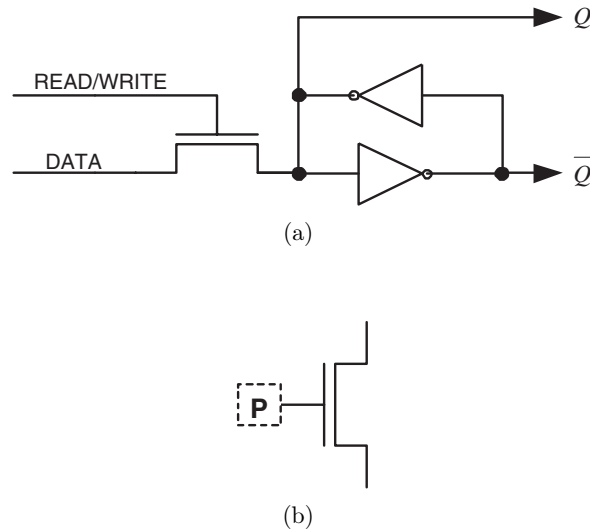 Q
READ/WRITE
DATA
Q̅
(a)
P
(b)